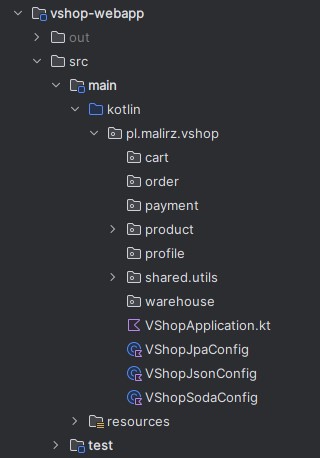 vshop-webapp
out
src
main
kotlin
pl.malirz.vshop
cart
order
payment
product
profile
shared.utils
warehouse
VShopApplication.kt
VShopJpaConfig
VShopJsonConfig
VShopSodaConfig
resources
test